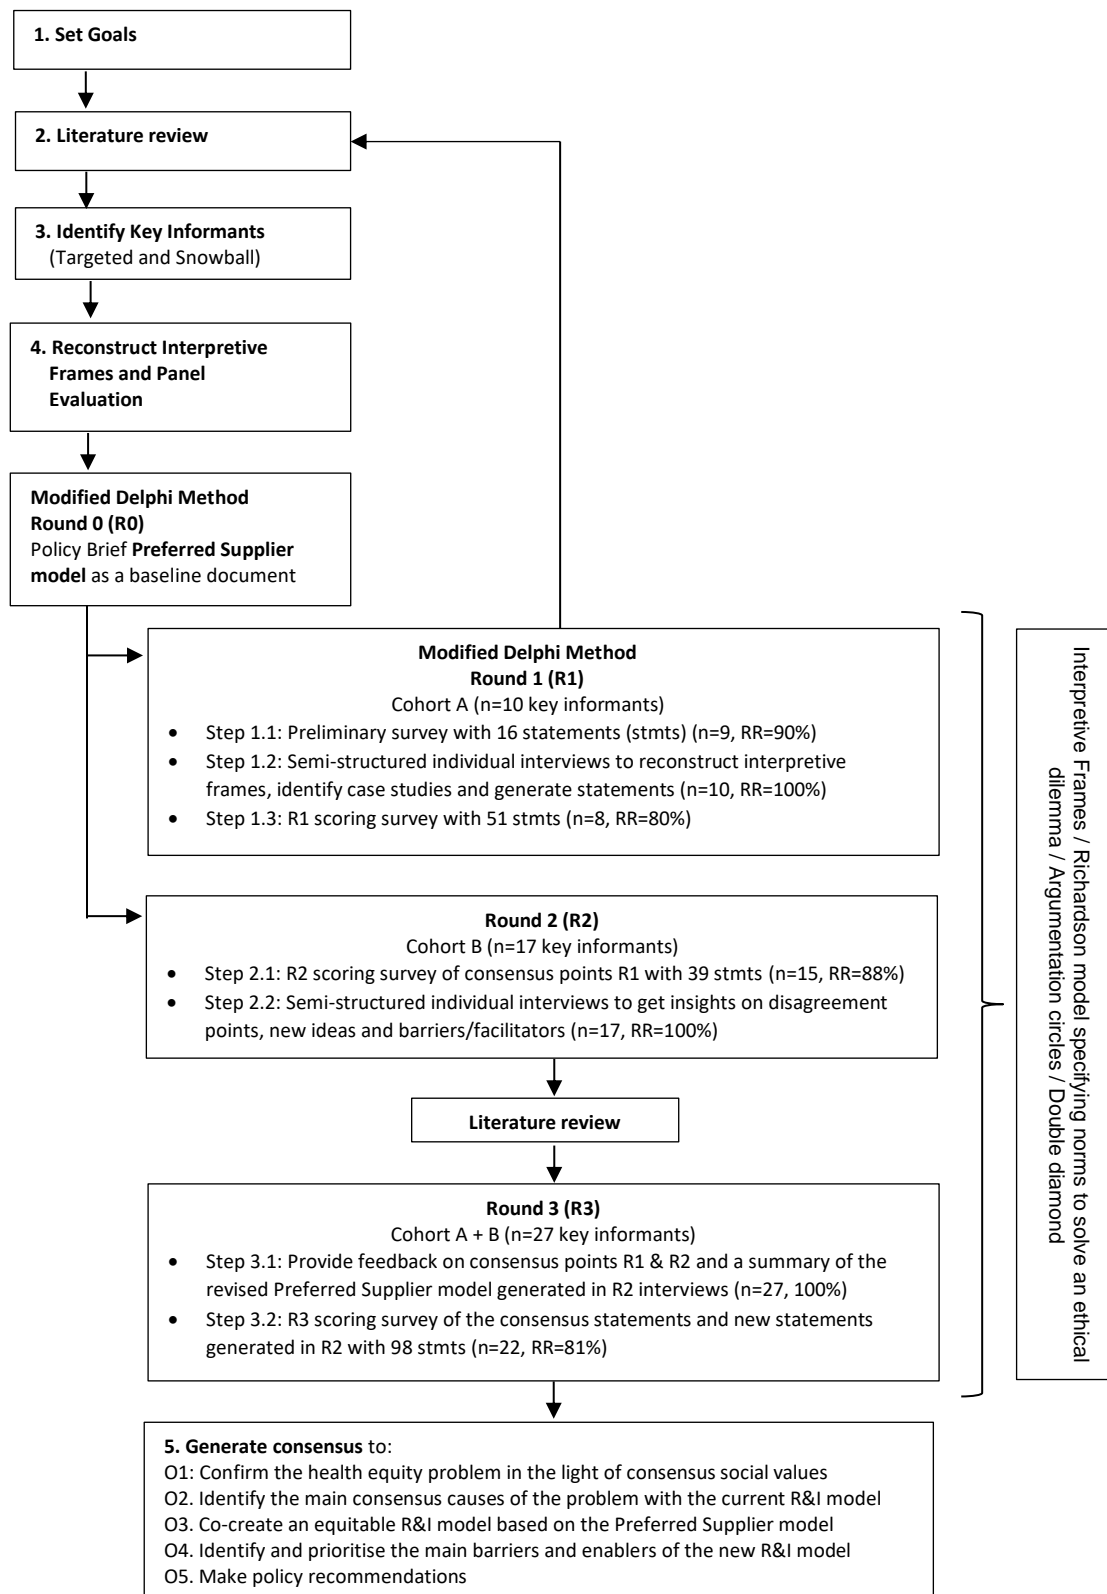 1. Set Goals
2. Literature review
3. Identify Key Informants
(Targeted and Snowball)
4. Reconstruct Interpretive
Frames and Panel
Evaluation
Modified Delphi Method
Round 0 (R0)
Policy Brief Preferred Supplier
model as a baseline document
Modified Delphi Method
Round 1 (R1)
Cohort A (n=10 key informants)
• Step 1.1: Preliminary survey with 16 statements (stmts) (n=9, RR=90%)
• Step 1.2: Semi-structured individual interviews to reconstruct interpretive
frames, identify case studies and generate statements (n=10, RR=100%)
• Step 1.3: R1 scoring survey with 51 stmts (n=8, RR=80%)
Round 2 (R2)
Cohort B (n=17 key informants)
• Step 2.1: R2 scoring survey of consensus points R1 with 39 stmts (n=15, RR=88%)
• Step 2.2: Semi-structured individual interviews to get insights on disagreement
points, new ideas and barriers/facilitators (n=17, RR=100%)
Literature review
Round 3 (R3)
Cohort A + B (n=27 key informants)
• Step 3.1: Provide feedback on consensus points R1 & R2 and a summary of the
revised Preferred Supplier model generated in R2 interviews (n=27, 100%)
• Step 3.2: R3 scoring survey of the consensus statements and new statements
generated in R2 with 98 stmts (n=22, RR=81%)
Interpretive Frames / Richardson model specifying norms to solve an ethical
dilemma / Argumentation circles / Double diamond
5. Generate consensus to:
O1: Confirm the health equity problem in the light of consensus social values
O2. Identify the main consensus causes of the problem with the current R&I model
O3. Co-create an equitable R&I model based on the Preferred Supplier model
O4. Identify and prioritise the main barriers and enablers of the new R&I model
O5. Make policy recommendations